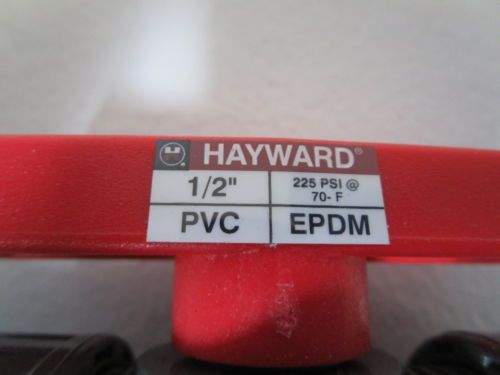 HAYWARD®
1/2"
225 PSI @
70- F
PVC
EPDM